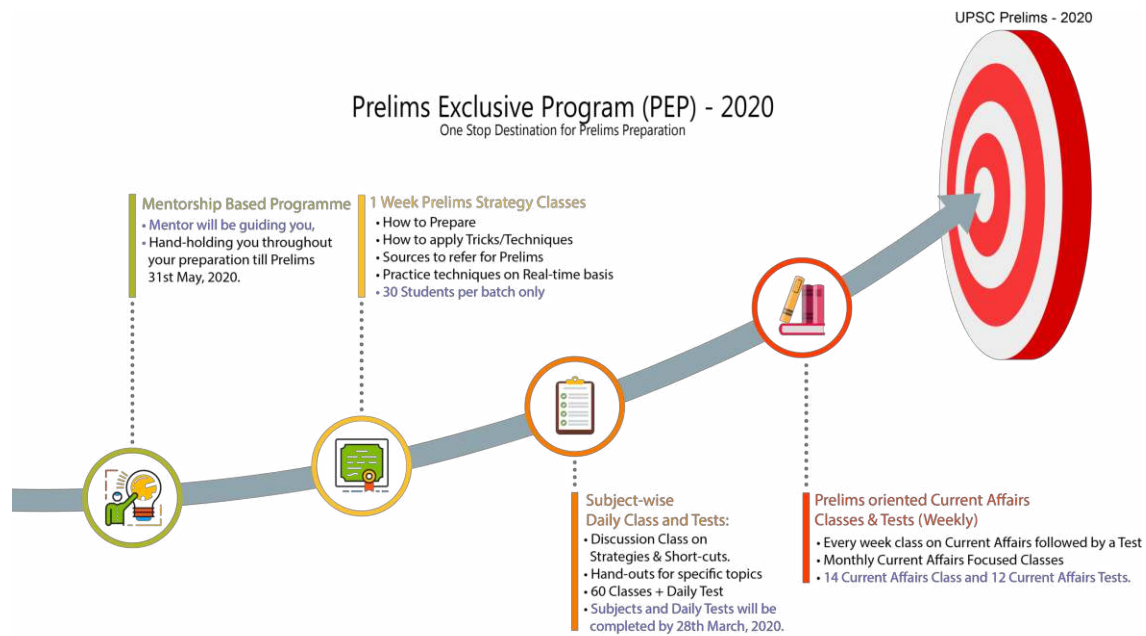 UPSC Prelims - 2020
Prelims Exclusive Program (PEP) - 2020
One Stop Destination for Prelims Preparation
Mentorship Based Programme
• Mentor will be guiding you,
• Hand-holding you throughout
your preparation till Prelims
31st May, 2020.
1 Week Prelims Strategy Classes
• How to Prepare
• How to apply Tricks/Techniques
• Sources to refer for Prelims
• Practice techniques on Real-time basis
• 30 Students per batch only
Subject-wise
Daily Class and Tests:
• Discussion Class on
Strategies & Short-cuts.
• Hand-outs for specific topics
• 60 Classes + Daily Test
• Subjects and Daily Tests will be
completed by 28th March, 2020.
Prelims oriented Current Affairs
Classes & Tests (Weekly)
• Every week class on Current Affairs followed by a Test
• Monthly Current Affairs Focused Classes
• 14 Current Affairs Class and 12 Current Affairs Tests.